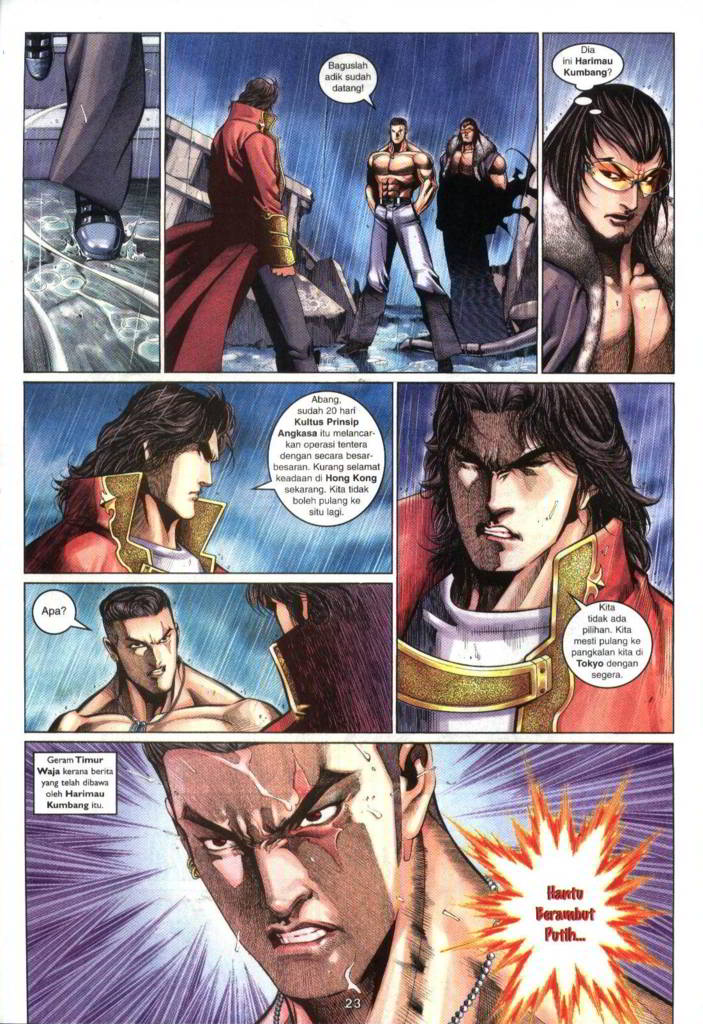 Baguslah
adik sudah
datang!
Dia
ini Harimau
Kumbang?
Abang,
sudah 20 hari
Kultus Prinsip
Angkasa itu melancar-
kan operasi tentera
dengan secara besar-
besaran. Kurang selamat
keadaan di Hong Kong
sekarang. Kita tidak
boleh pulang ke
situ lagi.
Apa?
Kita
tidak ada
pilihan. Kita
mesti pulang ke
pangkalan kita di
Tokyo dengan
segera.
Geram Timur
Waja kerana berita
yang telah dibawa
oleh Harimau
Kumbang itu.
Hantu
Berambut
Putih...
23